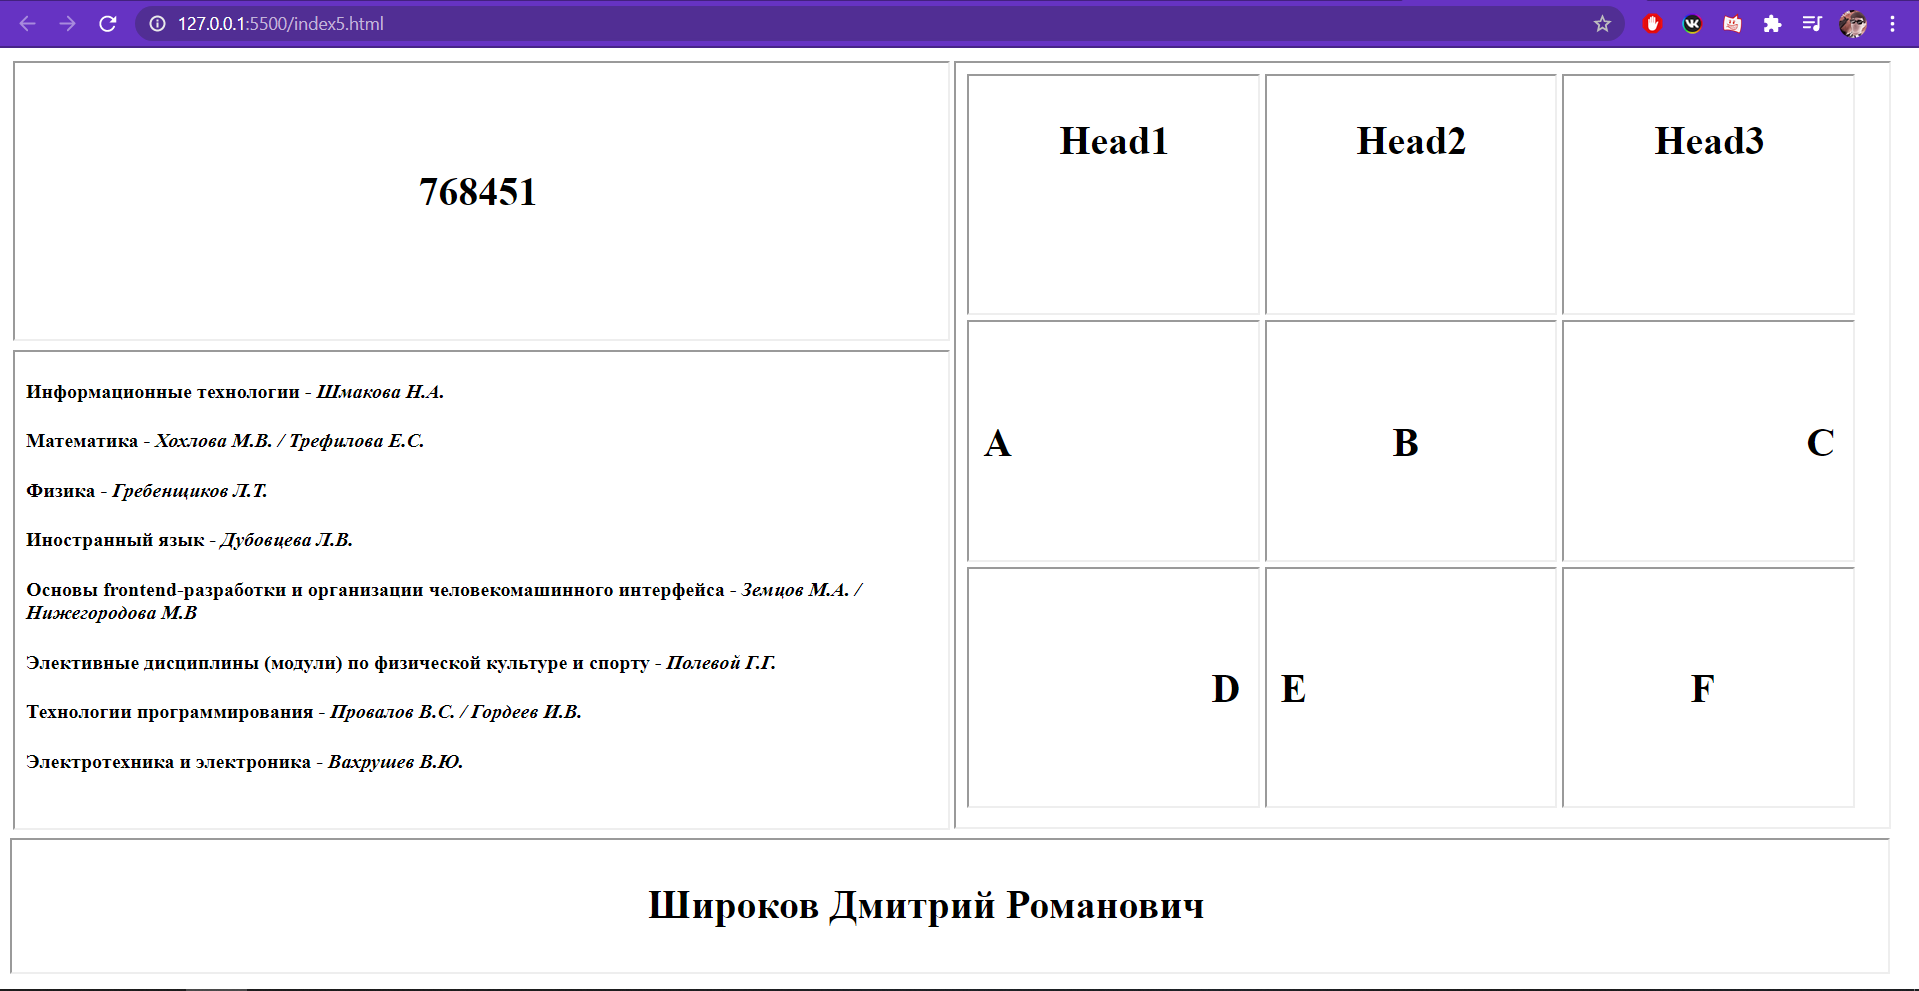 127.0.0.1:5500/index5.html
768451
Информационные технологии - Шмакова Н.А.
Математика - Хохлова М.В. / Трефилова Е.С.
Физика - Гребенщиков Л.Т.
Иностранный язык - Дубовцева Л.В.
Основы frontend-разработки и организации человекомашинного интерфейса - Земцов М.А. /
Нижегородова М.В
Элективные дисциплины (модули) по физической культуре и спорту - Полевой Г.Г.
Технологии программирования - Провалов В.С. / Гордеев И.В.
Электротехника и электроника - Вахрушев В.Ю.
Head1 Head2 Head3
A B C
D E F
Широков Дмитрий Романович